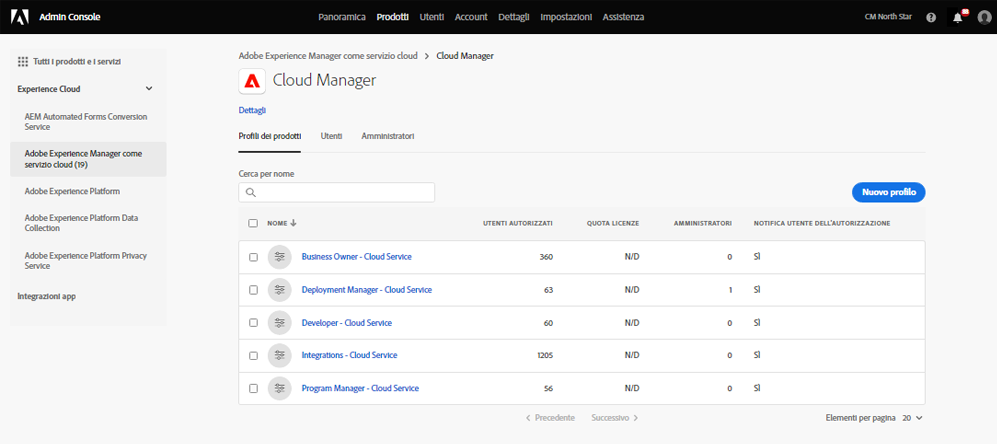 Admin Console
Panoramica Prodotti Utenti Account Dettagli Impostazioni Assistenza
CM North Star
88
Tutti i prodotti e i servizi
Experience Cloud
AEM Automated Forms Conversion
Service
Adobe Experience Manager come
servizio cloud (19)
Adobe Experience Platform
Adobe Experience Platform Data
Collection
Adobe Experience Platform Privacy
Service
Integrazioni app
Adobe Experience Manager come servizio cloud > Cloud Manager
Cloud Manager
Dettagli
Profili dei prodotti Utenti Amministratori
Cerca per nome
Nuovo profilo
NOME UTENTI AUTORIZZATI QUOTA LICENZE AMMINISTRATORI NOTIFICA UTENTE DELL'AUTORIZZAZIONE
Business Owner - Cloud Service 360 N/D 0 SÌ
Deployment Manager - Cloud Service 63 N/D 1 SÌ
Developer - Cloud Service 60 N/D 0 SÌ
Integrations - Cloud Service 1205 N/D 0 SÌ
Program Manager - Cloud Service 56 N/D 0 SÌ
Precedente Successivo Elementi per pagina 20